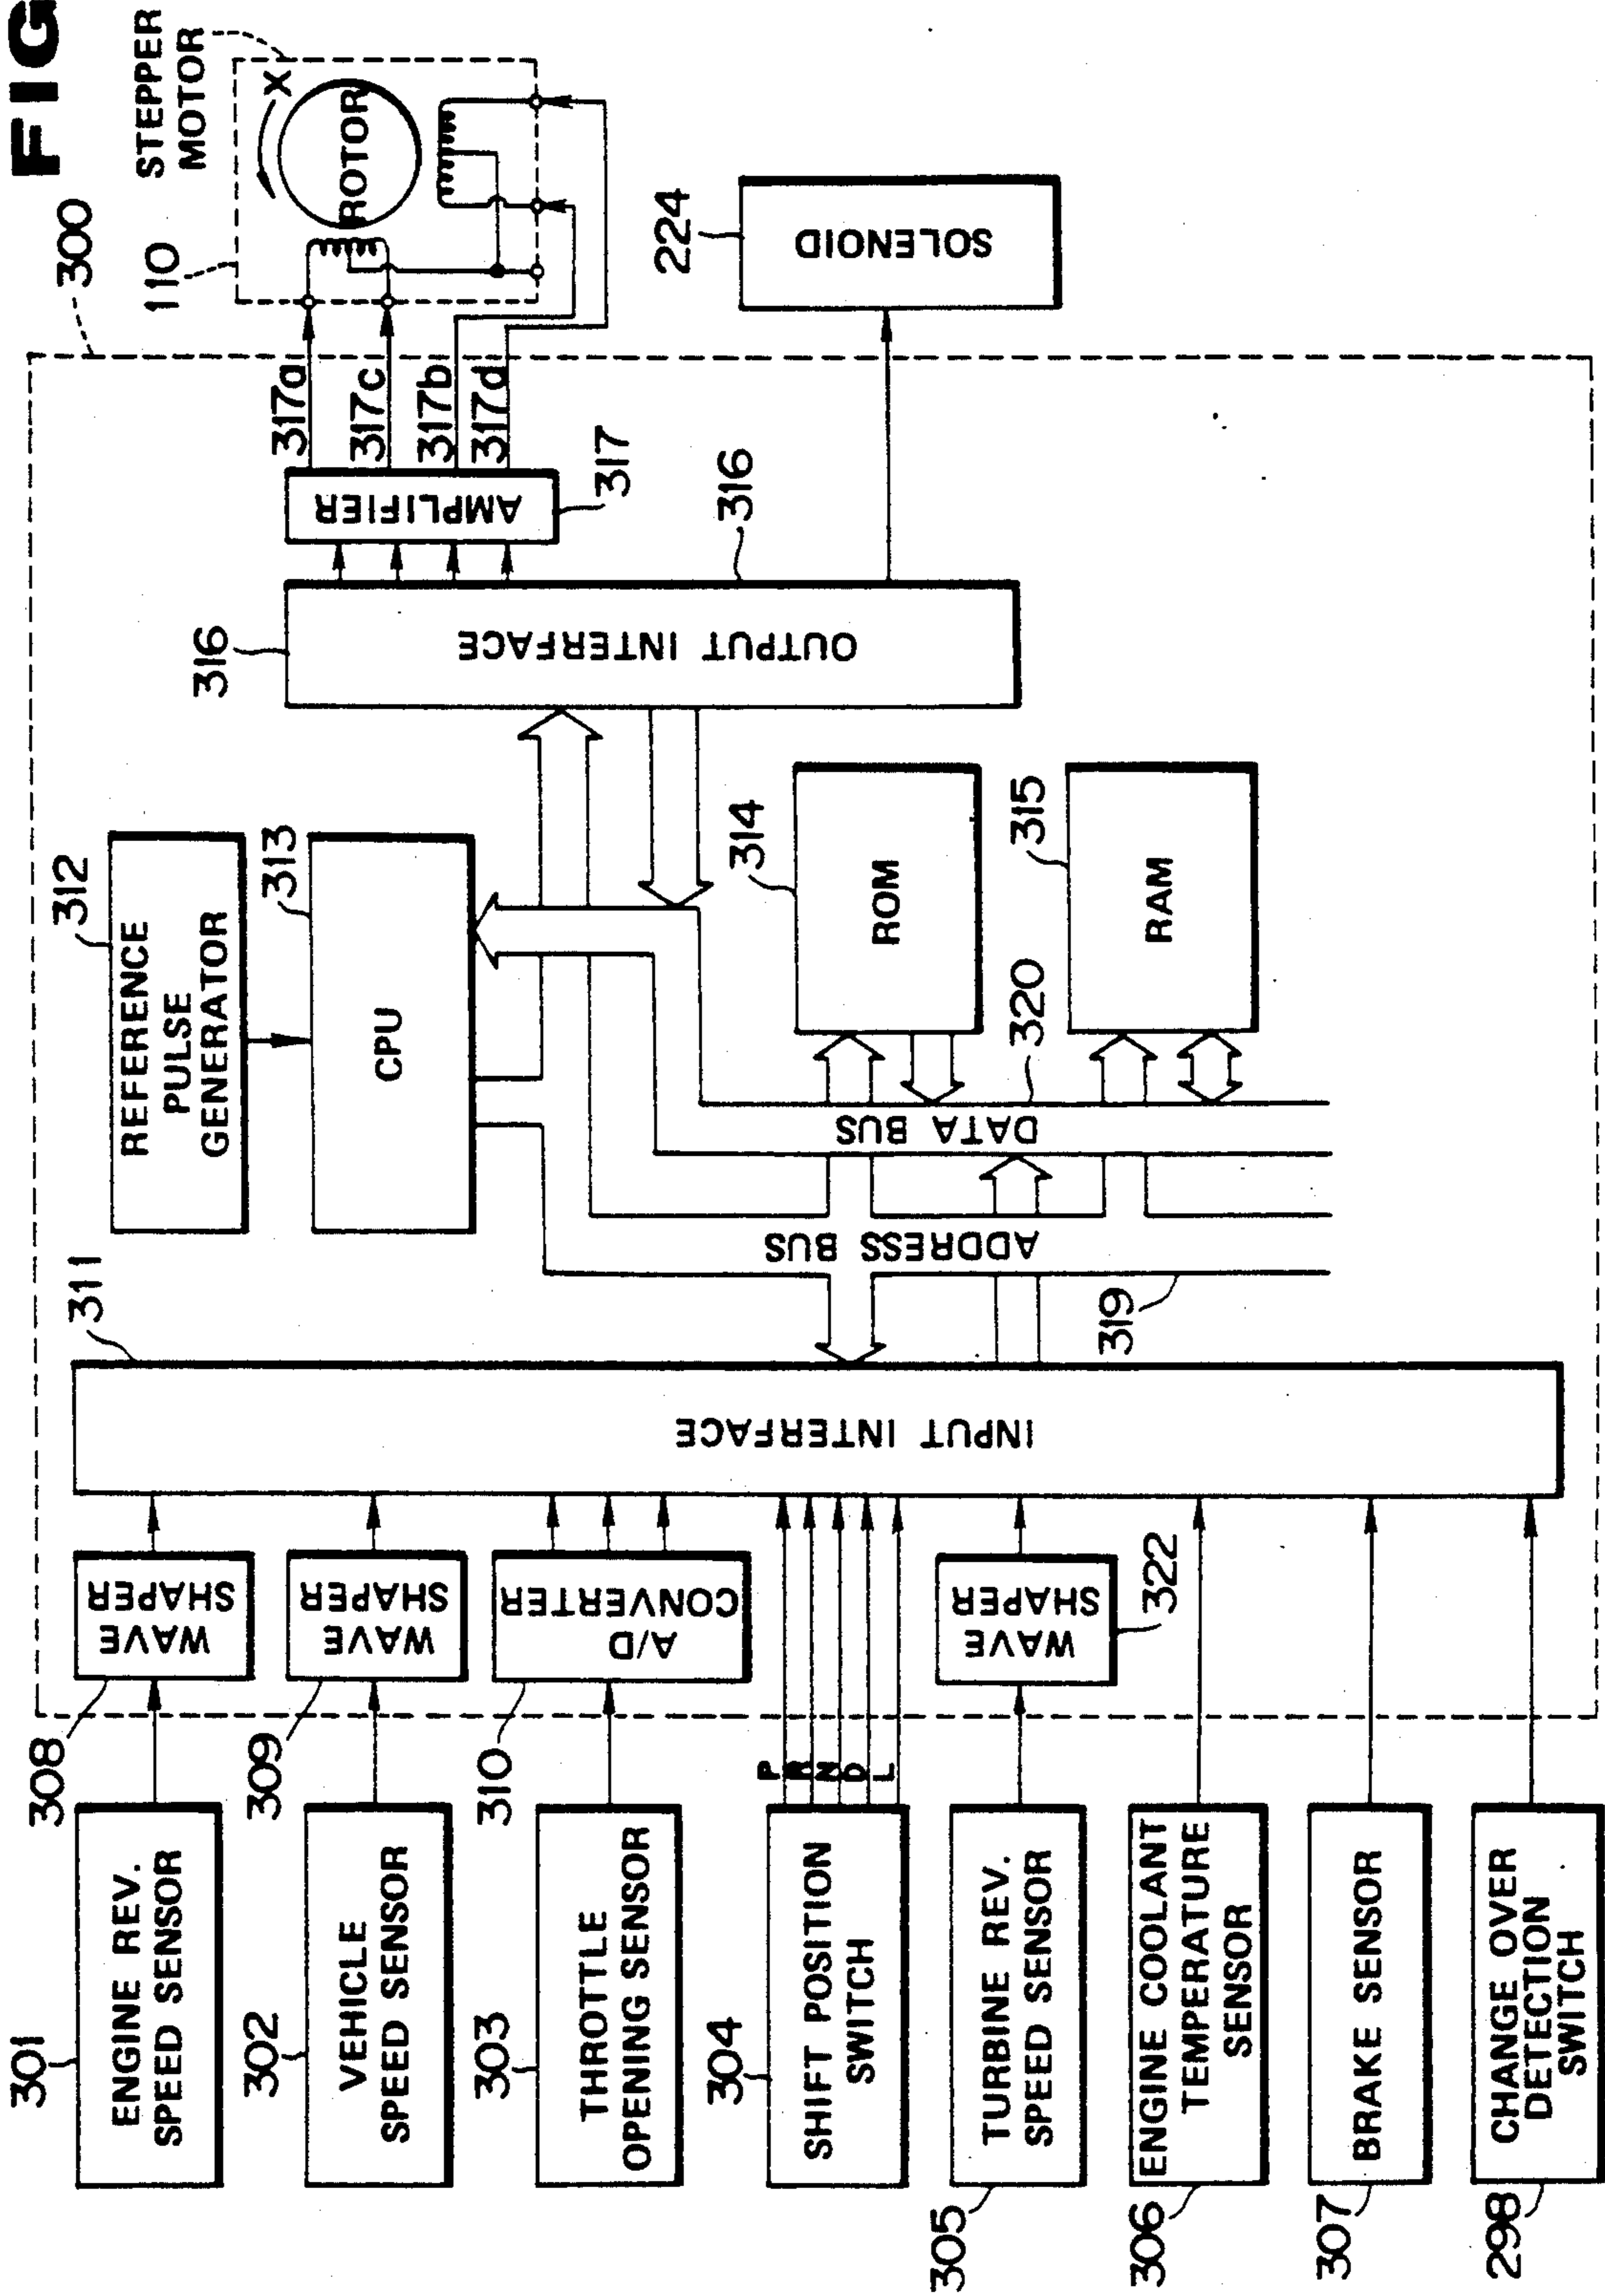 FIG
STEPPER
MOTOR
300
110
X
ROTOR
224
SOLENOID
317a
317c
317b
317d
AMPLIFIER
317
316
316
OUTPUT INTERFACE
312
REFERENCE
PULSE
GENERATOR
313
CPU
314
ROM
315
RAM
320
DATA BUS
ADDRESS BUS
319
311
INPUT INTERFACE
WAVE
SHAPER
308
WAVE
SHAPER
309
A/D
CONVERTER
310
P
R
N
D
L
WAVE
SHAPER
322
301
ENGINE REV.
SPEED SENSOR
302
VEHICLE
SPEED SENSOR
303
THROTTLE
OPENING SENSOR
304
SHIFT POSITION
SWITCH
305
TURBINE REV.
SPEED SENSOR
306
ENGINE COOLANT
TEMPERATURE
SENSOR
307
BRAKE SENSOR
298
CHANGE OVER
DETECTION
SWITCH